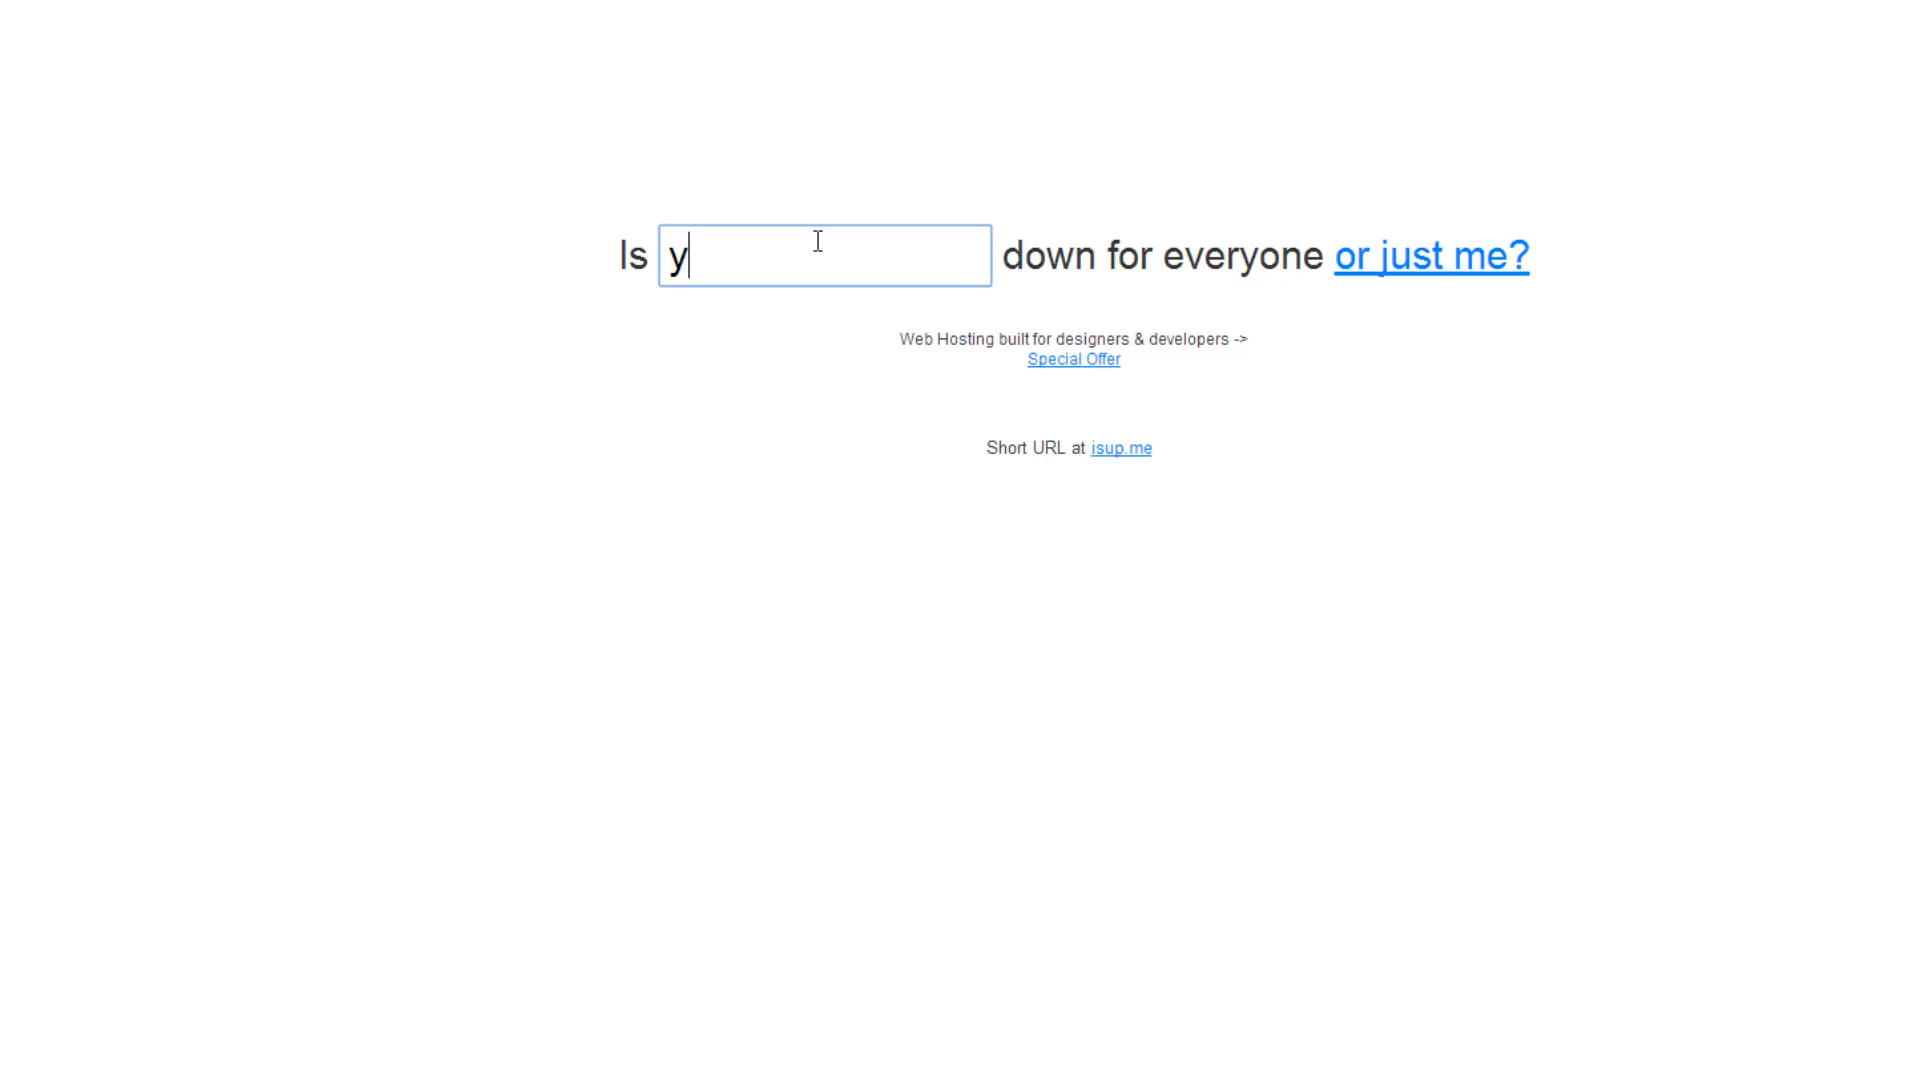 Is y down for everyone or just me?
Web Hosting built for designers & developers ->
Special Offer
Short URL at isup.me